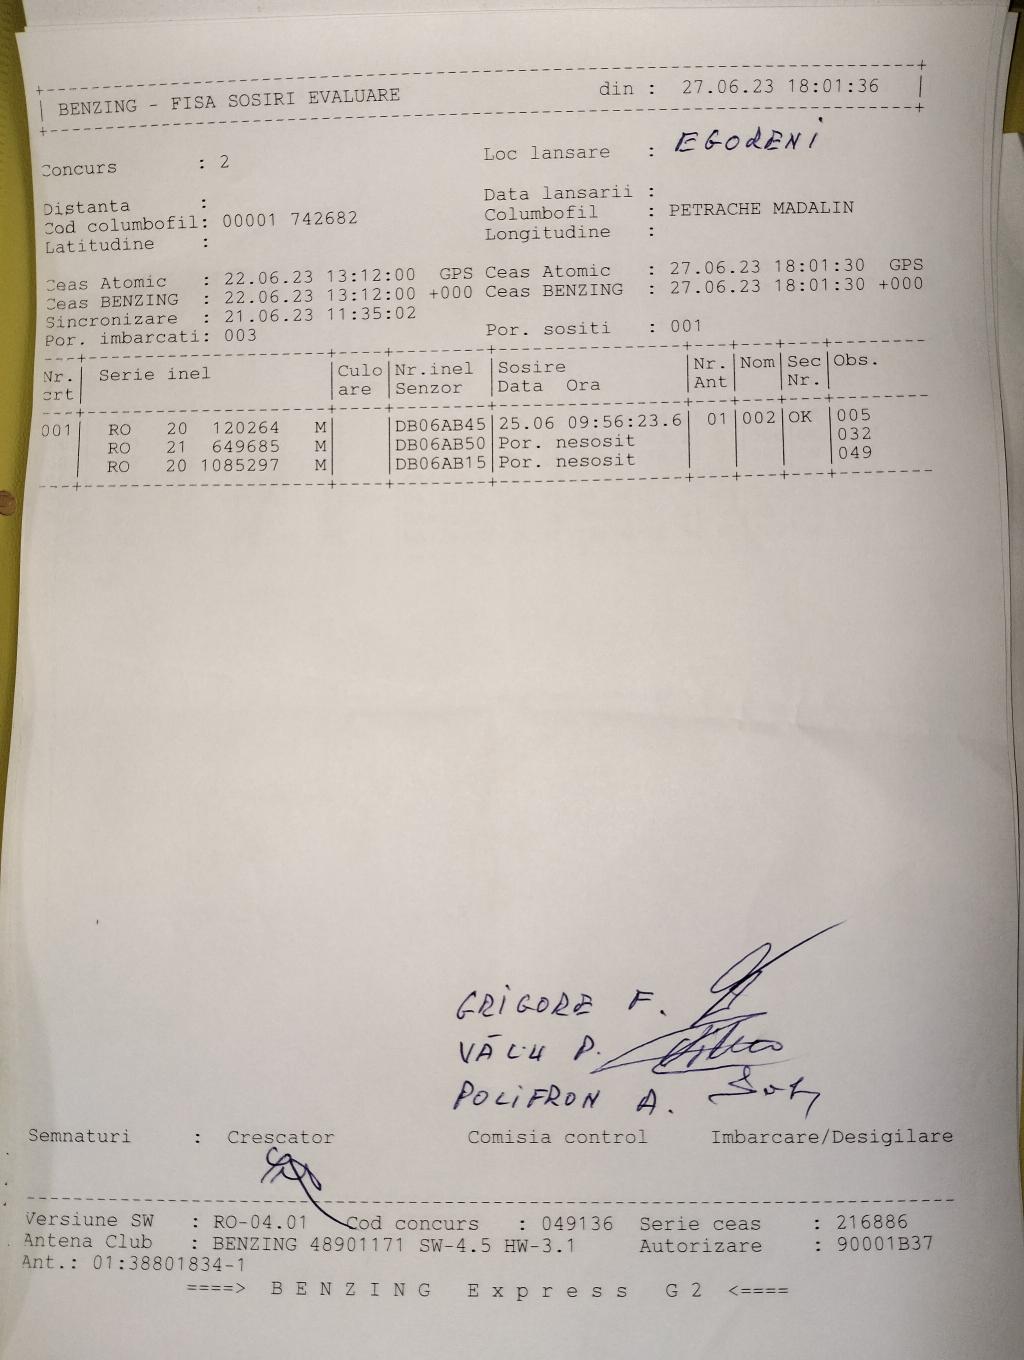 BENZING - FISA SOSIRI EVALUARE din : 27.06.23 18:01:36
Concurs : 2 Loc lansare : EGORENI
Distanta : Data lansarii :
Cod columbofil: 00001 742682 Columbofil : PETRACHE MADALIN
Latitudine : Longitudine :
Ceas Atomic : 22.06.23 13:12:00 GPS Ceas Atomic : 27.06.23 18:01:30 GPS
Ceas BENZING : 22.06.23 13:12:00 +000 Ceas BENZING : 27.06.23 18:01:30 +000
Sincronizare : 21.06.23 11:35:02
Por. imbarcati: 003 Por. sositi : 001
Nr. Serie inel Culo Nr.inel Sosire Nr. Nom Sec Obs.
crt are Senzor Data Ora Ant Nr.
001 RO 20 120264 M DB06AB45 25.06 09:56:23.6 01 002 OK 005
RO 21 649685 M DB06AB50 Por. nesosit 032
RO 20 1085297 M DB06AB15 Por. nesosit 049
GRIGORE F.
P.
POLIFRON A.
Semnaturi : Crescator Comisia control Imbarcare/Desigilare
Versiune SW : RO-04.01 Cod concurs : 049136 Serie ceas : 216886
Antena Club : BENZING 48901171 SW-4.5 HW-3.1 Autorizare : 90001B37
Ant.: 01:38801834-1
====> B E N Z I N G E x p r e s s G 2 <====